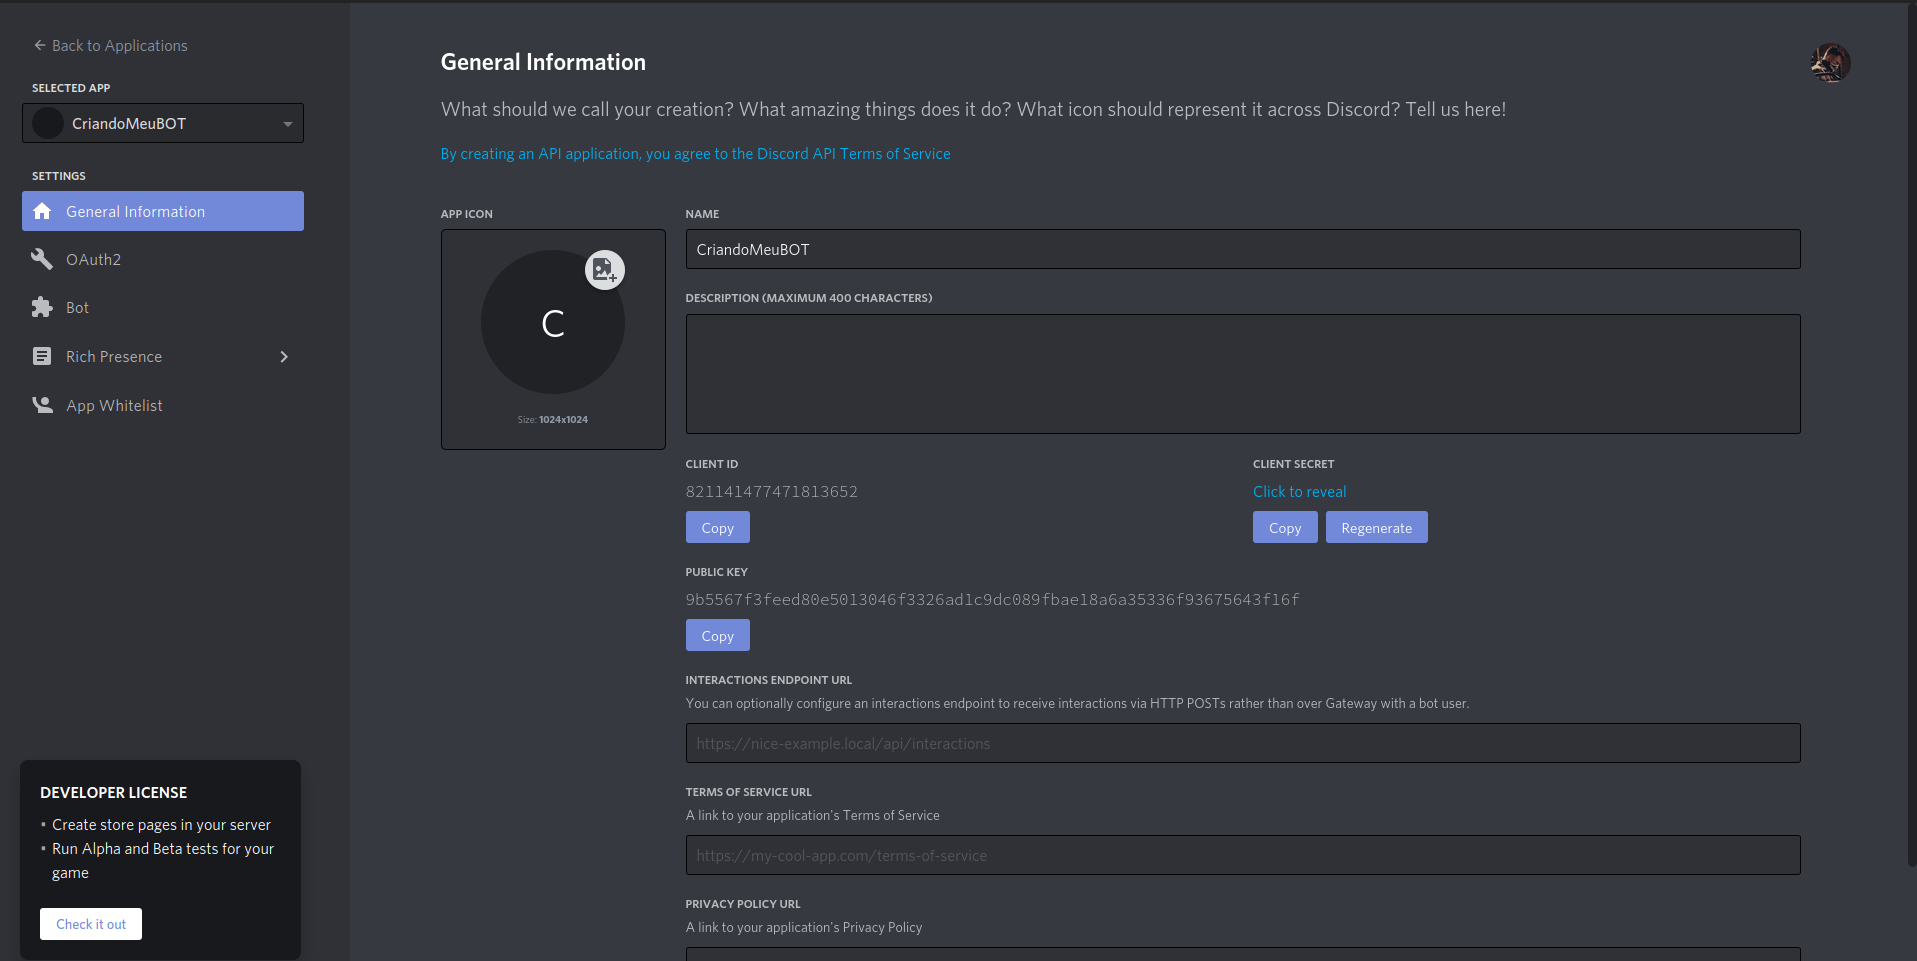 Back to Applications
SELECTED APP
CriandoMeuBOT
SETTINGS
General Information
OAuth2
Bot
Rich Presence
App Whitelist
DEVELOPER LICENSE
• Create store pages in your server
• Run Alpha and Beta tests for your
game
Check it out
General Information
What should we call your creation? What amazing things does it do? What icon should represent it across Discord? Tell us here!
By creating an API application, you agree to the Discord API Terms of Service
APP ICON
C
Size: 1024x1024
NAME
CriandoMeuBOT
DESCRIPTION (MAXIMUM 400 CHARACTERS)
CLIENT ID
821141477471813652
Copy
CLIENT SECRET
Click to reveal
Copy Regenerate
PUBLIC KEY
9b5567f3feed80e5013046f3326ad1c9dc089fbae18a6a35336f93675643f16f
Copy
INTERACTIONS ENDPOINT URL
You can optionally configure an interactions endpoint to receive interactions via HTTP POSTs rather than over Gateway with a bot user.
https://nice-example.local/api/interactions
TERMS OF SERVICE URL
A link to your application's Terms of Service
https://my-cool-app.com/terms-of-service
PRIVACY POLICY URL
A link to your application's Privacy Policy